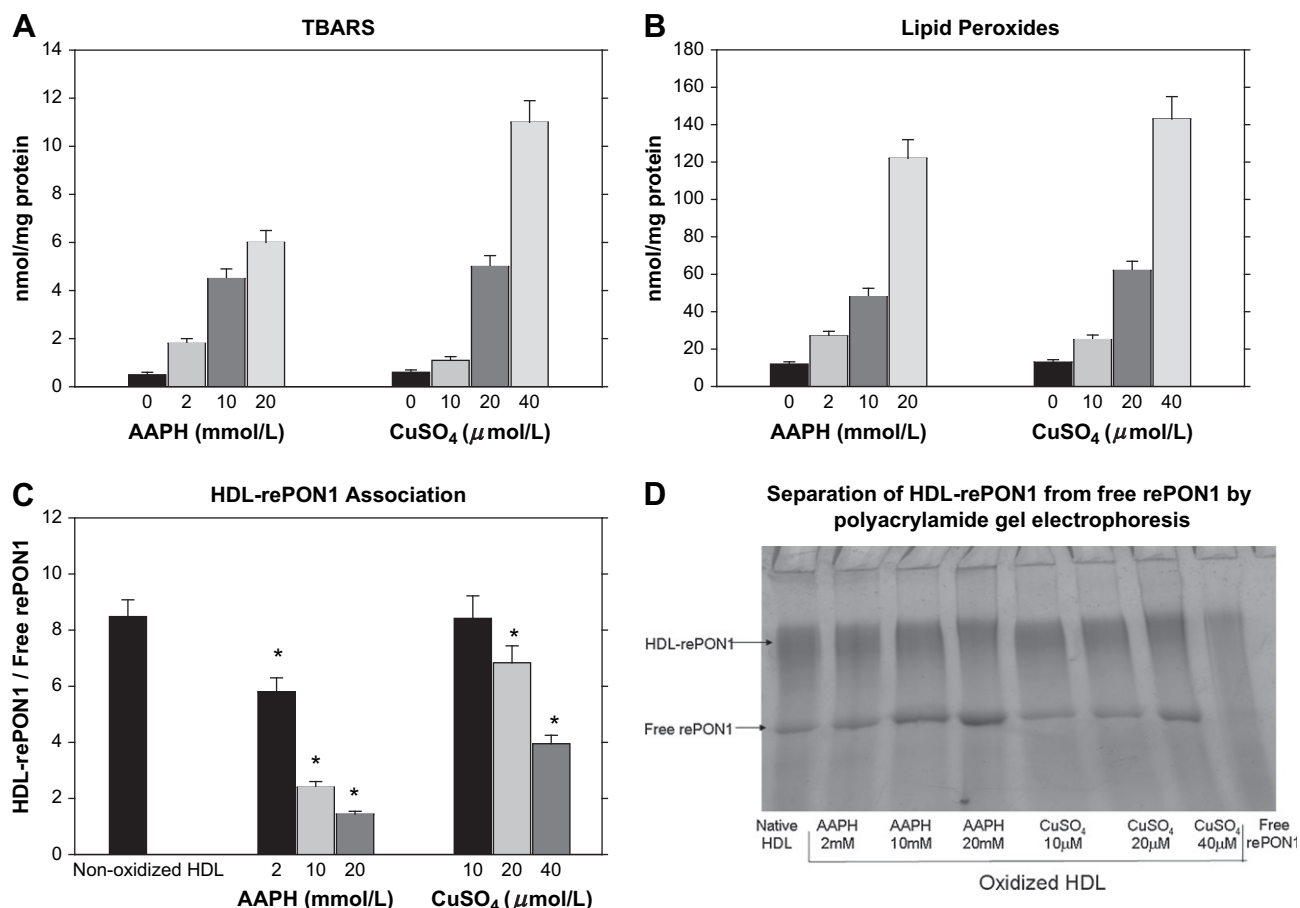 A
TBARS
nmol/mg protein
14
12
10
8
6
4
2
0
0 2 10 20
AAPH (mmol/L)
0 10 20 40
CuSO4 (μmol/L)
B
Lipid Peroxides
nmol/mg protein
180
160
140
120
100
80
60
40
20
0
0 2 10 20
AAPH (mmol/L)
0 10 20 40
CuSO4 (μmol/L)
C
HDL-rePON1 Association
HDL-rePON1 / Free rePON1
12
10
8
6
4
2
0
* * * * *
Non-oxidized HDL
2 10 20
AAPH (mmol/L)
10 20 40
CuSO4 (μmol/L)
D
Separation of HDL-rePON1 from free rePON1 by
polyacrylamide gel electrophoresis
HDL-rePON1
Free rePON1
Native AAPH AAPH AAPH CuSO4 CuSO4 CuSO4 Free
HDL 2mM 10mM 20mM 10μM 20μM 40μM rePON1
Oxidized HDL